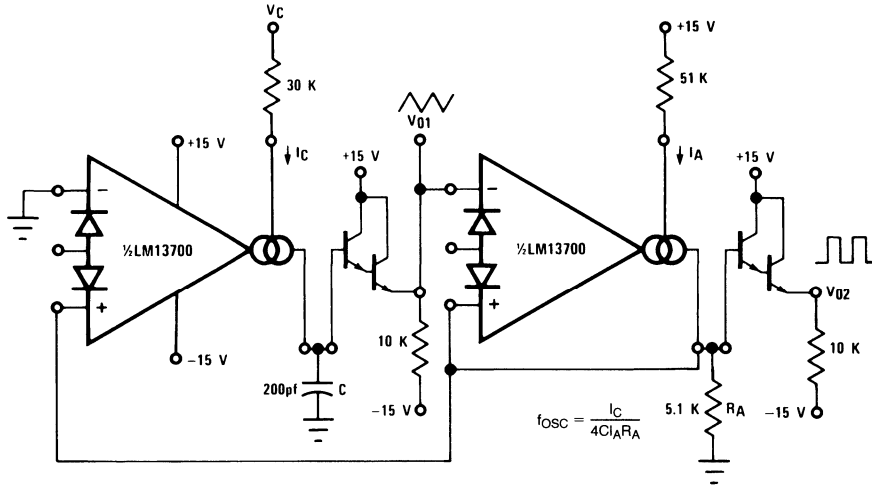 VC
30 K
IC
+15 V
−
½LM13700
+
−15 V
+15 V
200pf
C
10 K
−15 V
V01
+15 V
51 K
IA
−
½LM13700
+
+15 V
V02
10 K
−15 V
5.1 K
RA
fOSC = IC
4CIARA